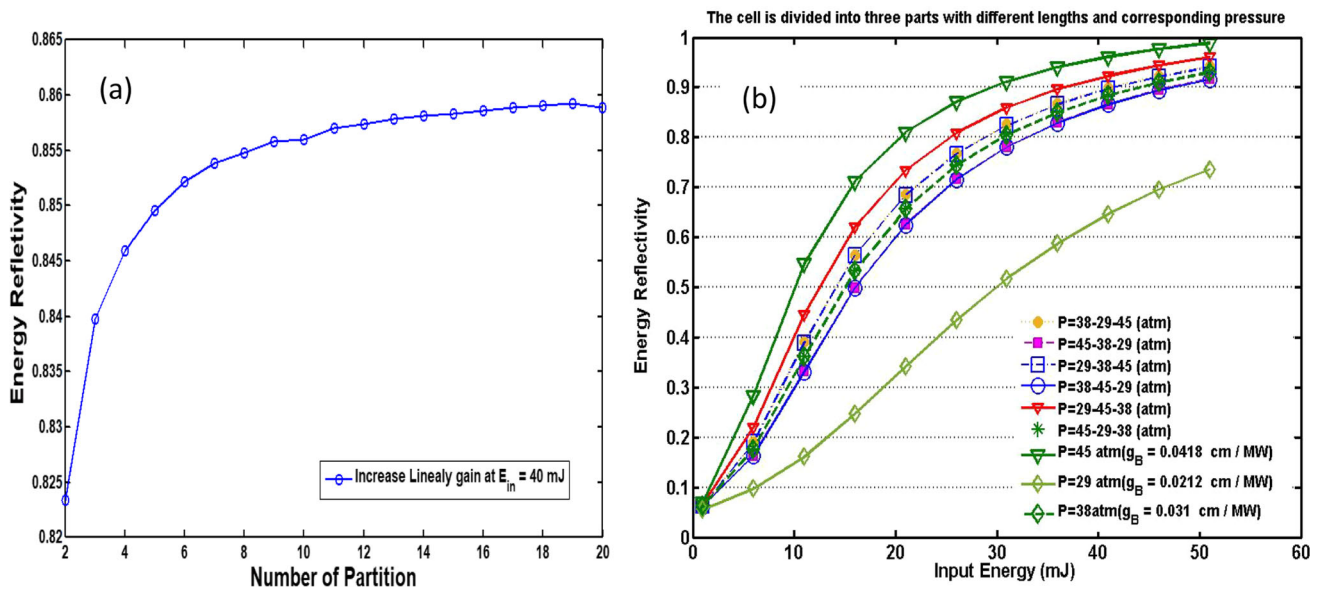 (a)
Energy Refletivity
0.865
0.86
0.855
0.85
0.845
0.84
0.835
0.83
0.825
0.82
Increase Linealy gain at E_in = 40 mJ
2 4 6 8 10 12 14 16 18 20
Number of Partition
The cell is divided into three parts with different lengths and corresponding pressure
(b)
Energy Reflectivity
1
0.9
0.8
0.7
0.6
0.5
0.4
0.3
0.2
0.1
0
P=38-29-45 (atm)
P=45-38-29 (atm)
P=29-38-45 (atm)
P=38-45-29 (atm)
P=29-45-38 (atm)
P=45-29-38 (atm)
P=45 atm(g_B = 0.0418 cm / MW)
P=29 atm(g_B = 0.0212 cm / MW)
P=38atm(g_B = 0.031 cm / MW)
0 10 20 30 40 50 60
Input Energy (mJ)